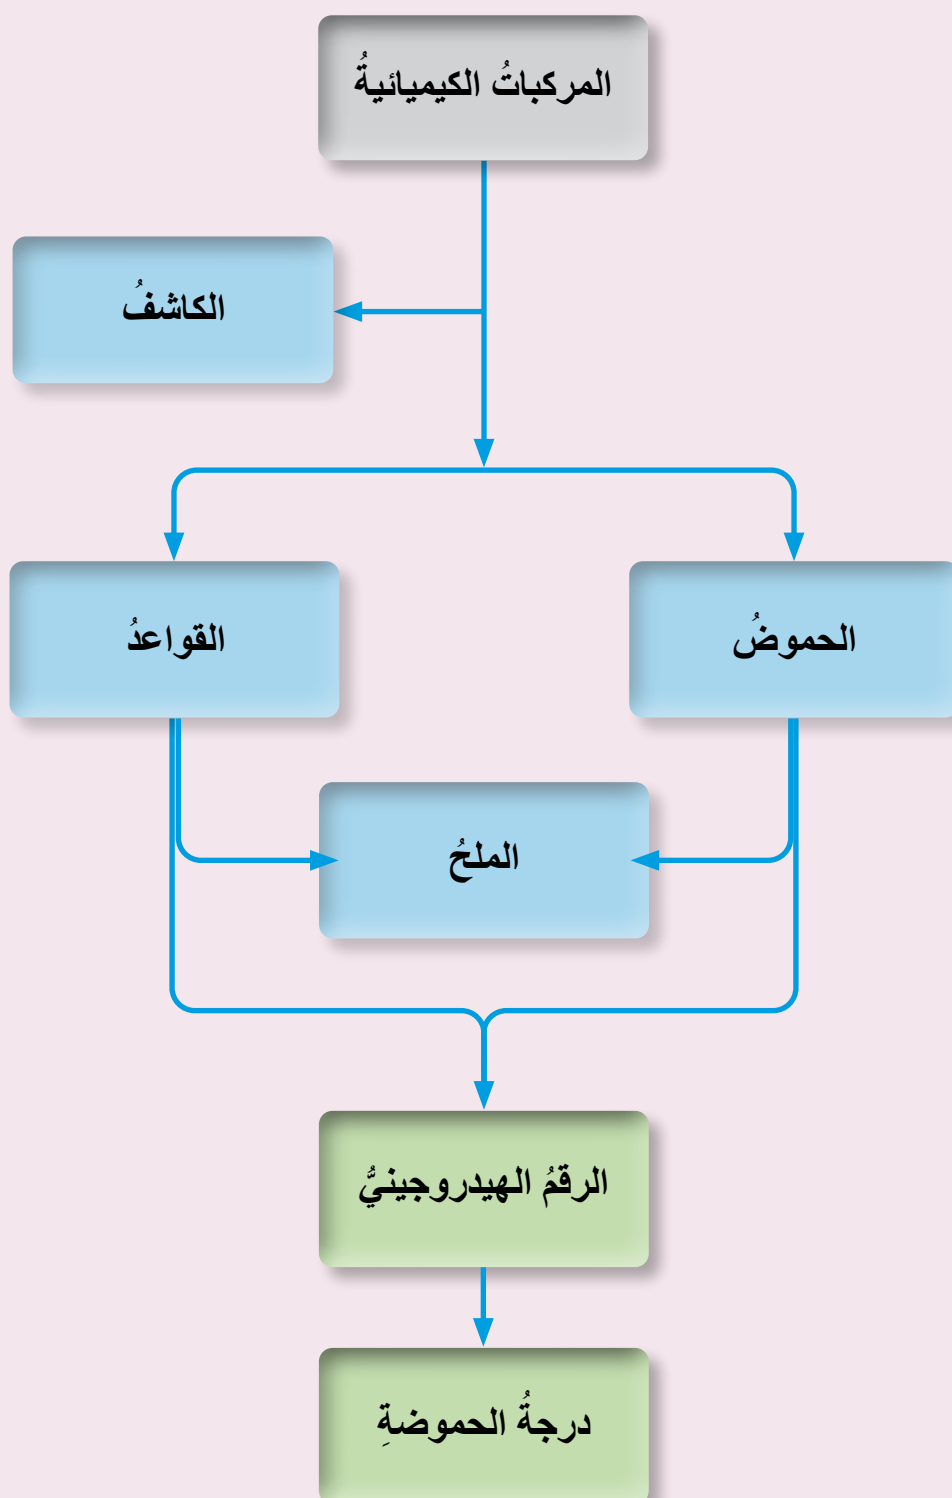 المركباتُ الكيميائيةُ
الكاشفُ
الحموضُ
القواعدُ
الملحُ
الرقمُ الهيدروجينيُّ
درجةُ الحموضةِ